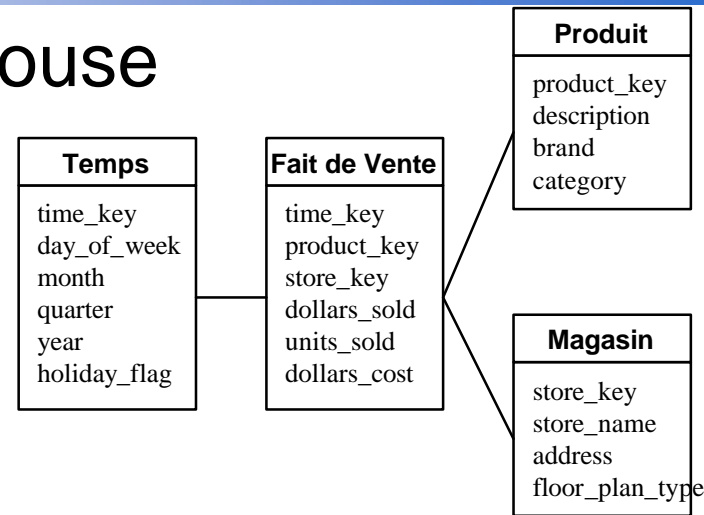 ouse
Temps
time_key
day_of_week
month
quarter
year
holiday_flag
Fait de Vente
time_key
product_key
store_key
dollars_sold
units_sold
dollars_cost
Produit
product_key
description
brand
category
Magasin
store_key
store_name
address
floor_plan_type